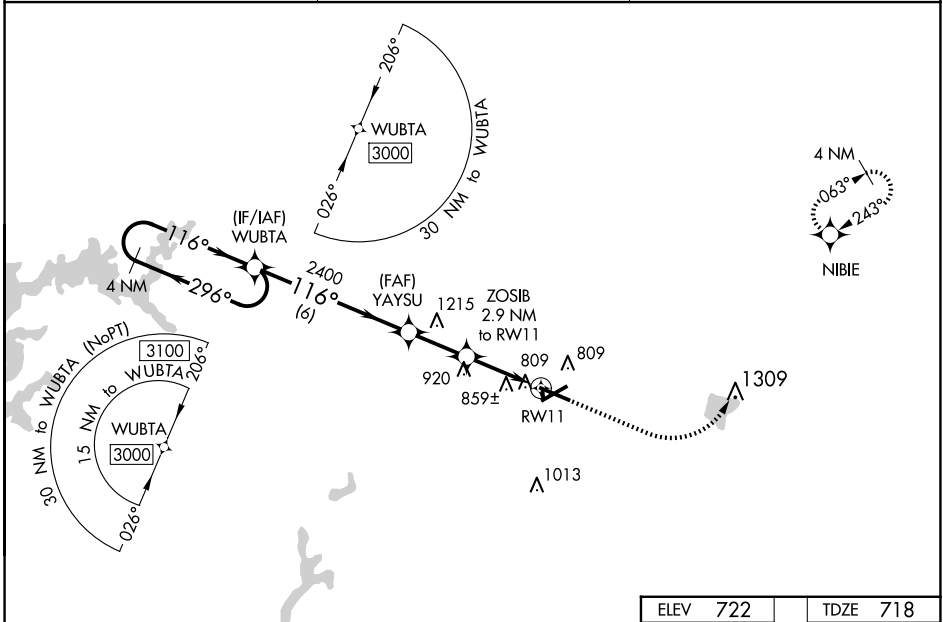 206°
WUBTA
3000
026°
30 NM to WUBTA
4 NM
063°
243°
NIBIE
(IF/IAF)
WUBTA
116°
296°
4 NM
2400
116°
(6)
(FAF)
YAYSU
1215
ZOSIB
2.9 NM
to RW11
920
859±
809
809
RW11
1309
1013
30 NM to WUBTA (NoPT)
3100
206°
15 NM to WUBTA
WUBTA
3000
026°
ELEV 722
TDZE 718